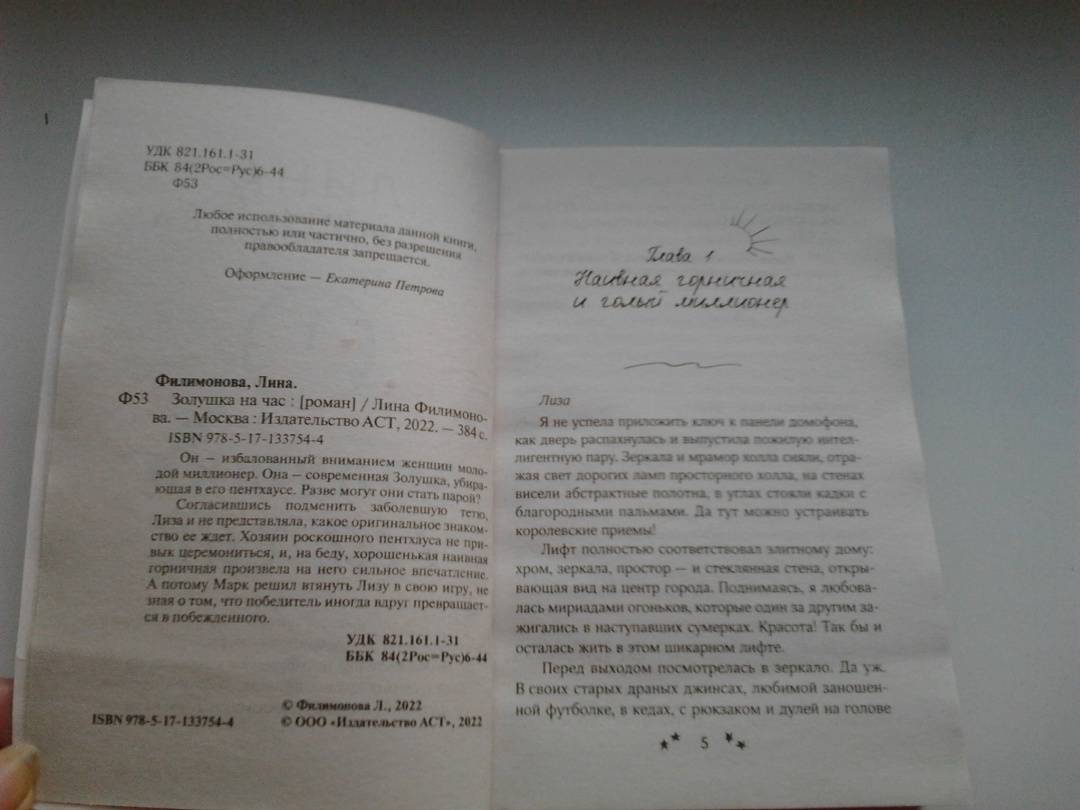 УДК 821.161.1-31
ББК 84(2Рос=Рус)6-44
Ф53
Любое использование материала данной книги,
полностью или частично, без разрешения
правообладателя запрещается.
Оформление — Екатерина Петрова
Филимонова, Лина.
Ф53 Золушка на час : [роман] / Лина Филимоно-
ва. — Москва : Издательство АСТ, 2022. — 384 с.
ISBN 978-5-17-133754-4
Он – избалованный вниманием женщин моло-
дой миллионер. Она – современная Золушка, убира-
ющая в его пентхаусе. Разве могут они стать парой?
Согласившись подменить заболевшую тетю,
Лиза и не представляла, какое оригинальное знаком-
ство ее ждет. Хозяин роскошного пентхауса не при-
вык церемониться, и, на беду, хорошенькая наивная
горничная произвела на него сильное впечатление.
А потому Марк решил втянуть Лизу в свою игру, не
зная о том, что победитель иногда вдруг превращает-
ся в побежденного.
УДК 821.161.1-31
ББК 84(2Рос=Рус)6-44
© Филимонова Л., 2022
ISBN 978-5-17-133754-4 © ООО «Издательство АСТ», 2022
Глава 1
Наивная горничная
и голый миллионер
Лиза
Я не успела приложить ключ к панели домофона,
как дверь распахнулась и выпустила пожилую интел-
лигентную пару. Зеркала и мрамор холла сияли, отра-
жая свет дорогих ламп просторного холла, на стенах
висели абстрактные полотна, в углах стояли кадки с
благородными пальмами. Да тут можно устраивать
королевские приемы!
Лифт полностью соответствовал элитному дому:
хром, зеркала, простор — и стеклянная стена, откры-
вающая вид на центр города. Поднимаясь, я любова-
лась мириадами огоньков, которые один за другим за-
жигались в наступавших сумерках. Красота! Так бы и
осталась жить в этом шикарном лифте.
Перед выходом посмотрелась в зеркало. Да уж.
В своих старых драных джинсах, любимой заношен-
ной футболке, в кедах, с рюкзаком и дулей на голове
5